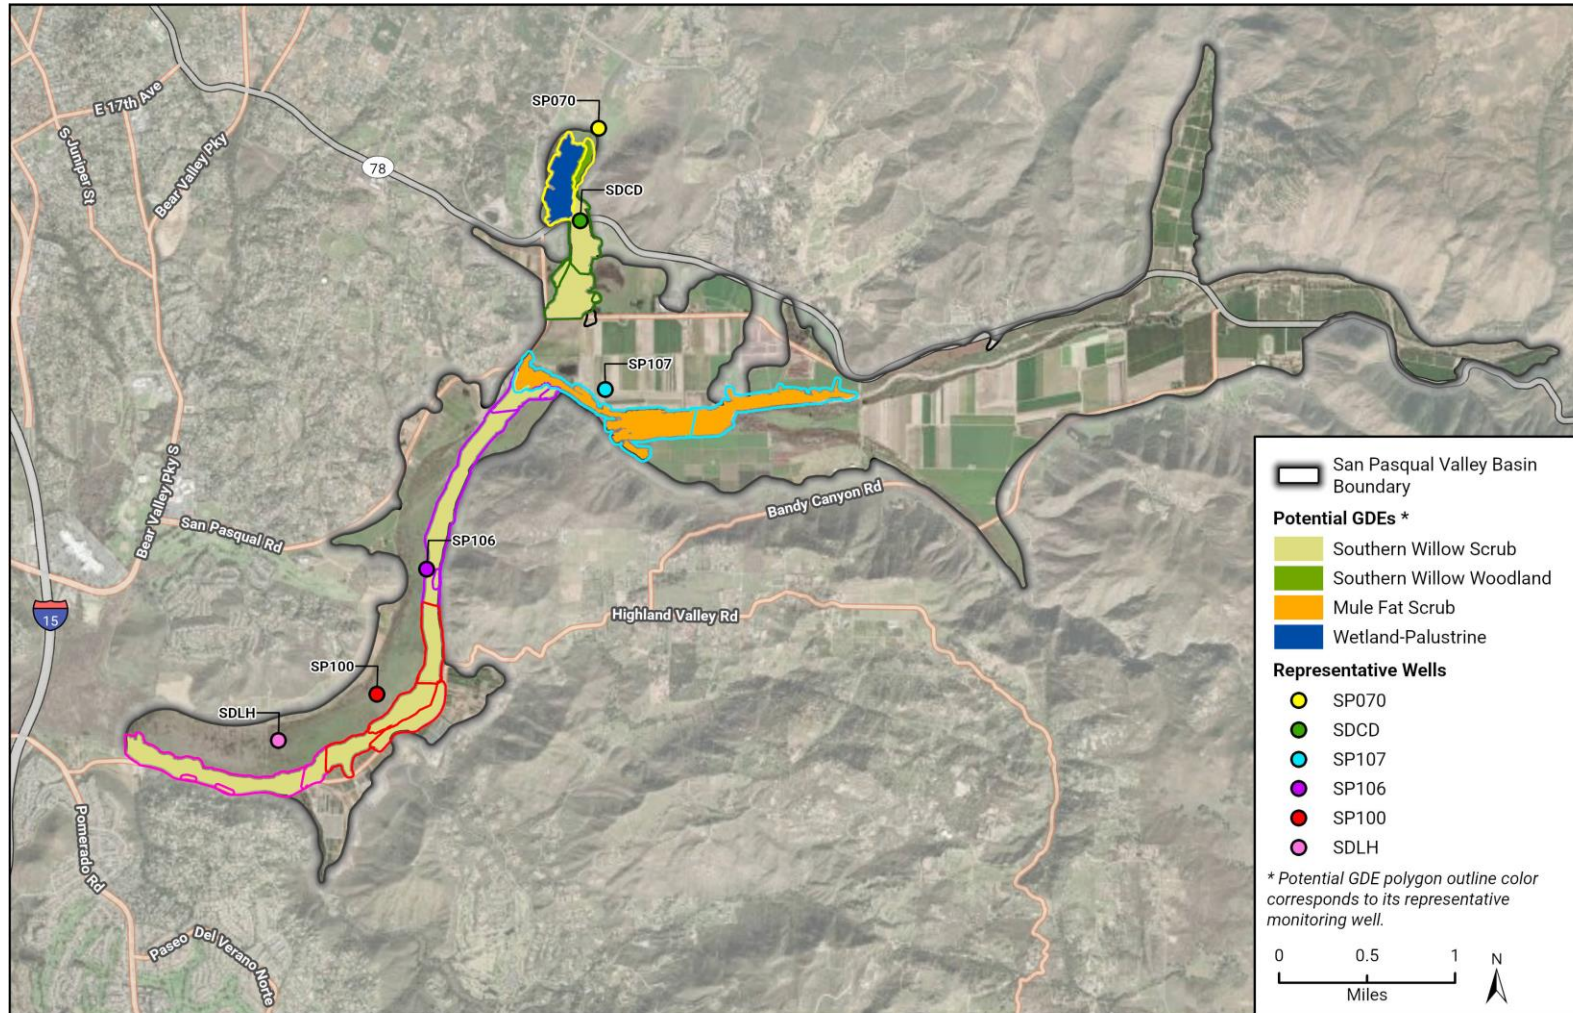 SP070
E 17th Ave
S Juniper St
Bear Valley Pky
78
SDCD
SP107
Bear Valley Pky S
San Pasqual Rd
SP106
Bandy Canyon Rd
Highland Valley Rd
15
SP100
SDLH
Pomerado Rd
Paseo Del Verano Norte
San Pasqual Valley Basin
Boundary
Potential GDEs *
Southern Willow Scrub
Southern Willow Woodland
Mule Fat Scrub
Wetland-Palustrine
Representative Wells
SP070
SDCD
SP107
SP106
SP100
SDLH
* Potential GDE polygon outline color
corresponds to its representative
monitoring well.
0 0.5 1
Miles
N